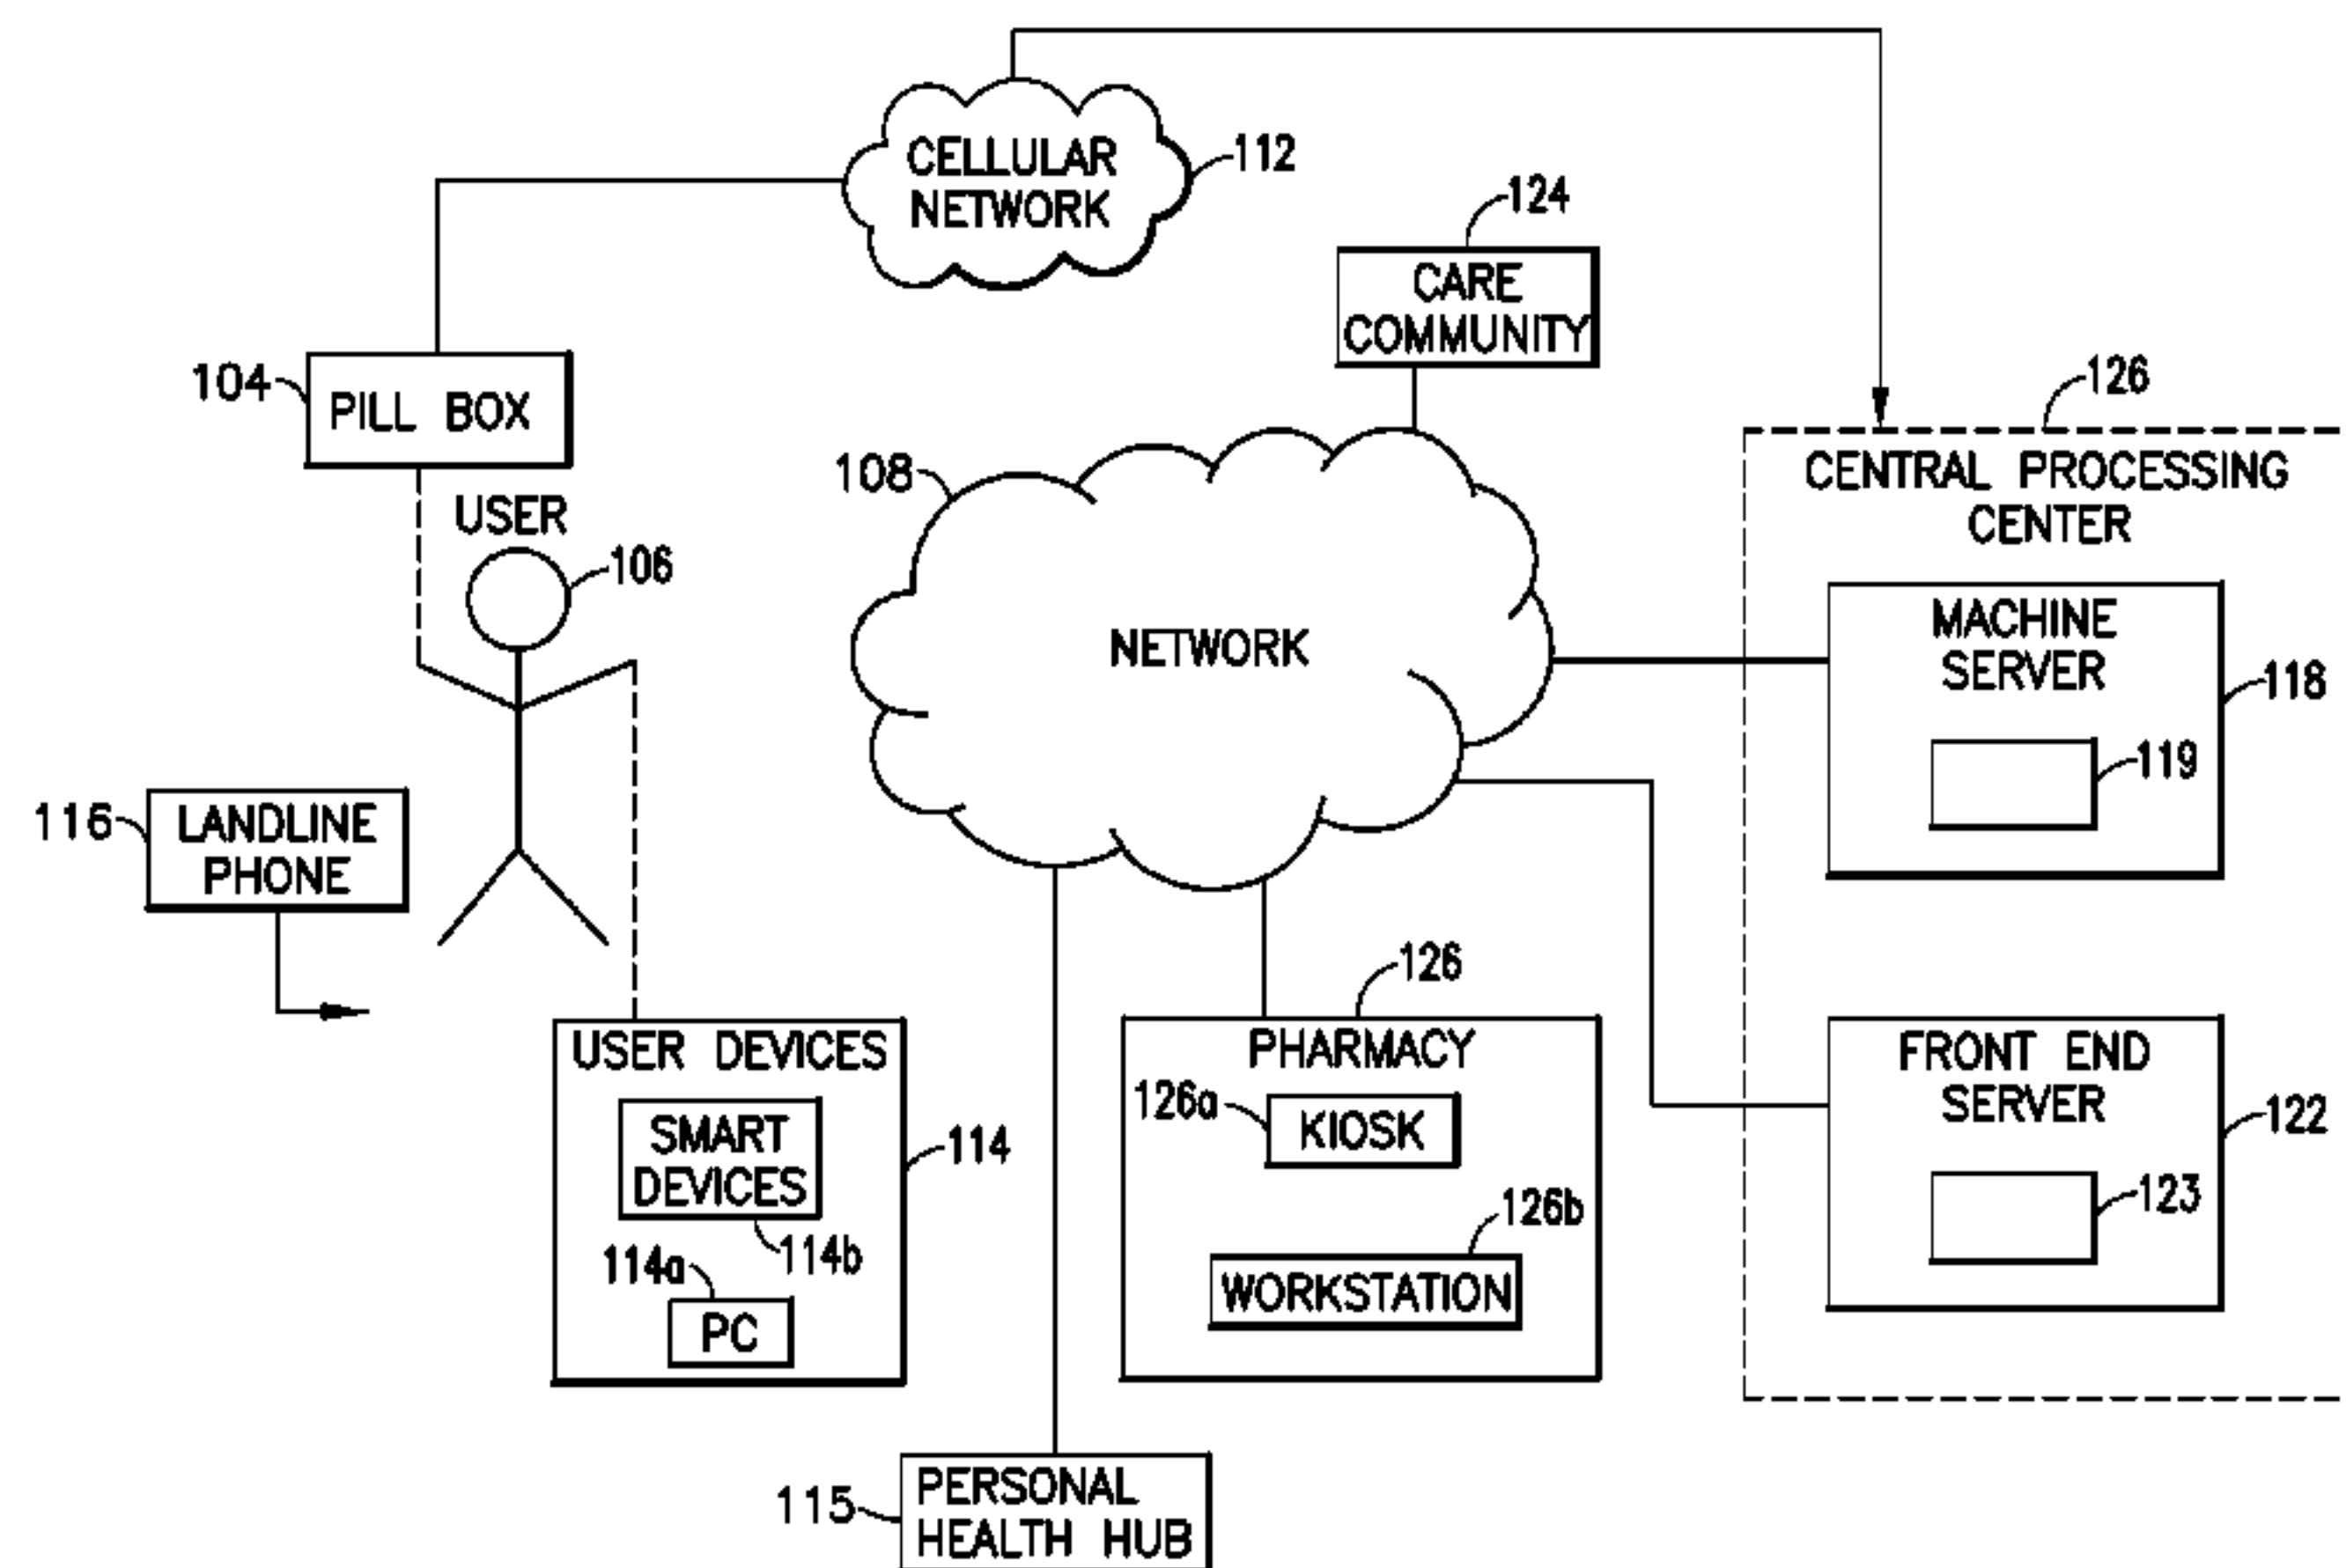 CELLULAR
NETWORK
112
124
CARE
COMMUNITY
104
PILL BOX
126
108
CENTRAL PROCESSING
CENTER
USER
106
NETWORK
MACHINE
SERVER
118
119
116
LANDLINE
PHONE
126
USER DEVICES
SMART
DEVICES
114
114b
114a
PC
PHARMACY
126a
KIOSK
126b
WORKSTATION
FRONT END
SERVER
122
123
115
PERSONAL
HEALTH HUB